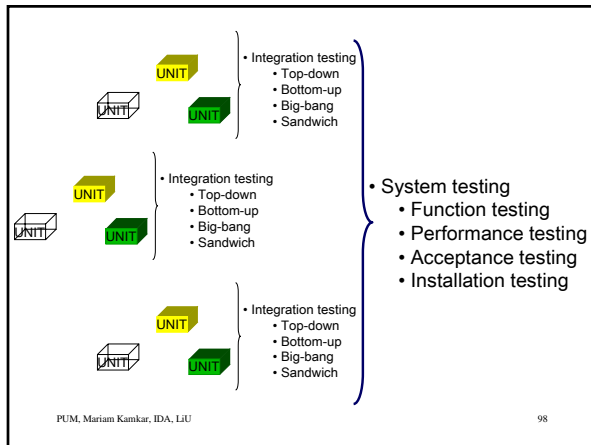 UNIT
UNIT
UNIT
• Integration testing
• Top-down
• Bottom-up
• Big-bang
• Sandwich
UNIT
UNIT
UNIT
• Integration testing
• Top-down
• Bottom-up
• Big-bang
• Sandwich
UNIT
UNIT
UNIT
• Integration testing
• Top-down
• Bottom-up
• Big-bang
• Sandwich
• System testing
• Function testing
• Performance testing
• Acceptance testing
• Installation testing
PUM, Mariam Kamkar, IDA, LiU
98